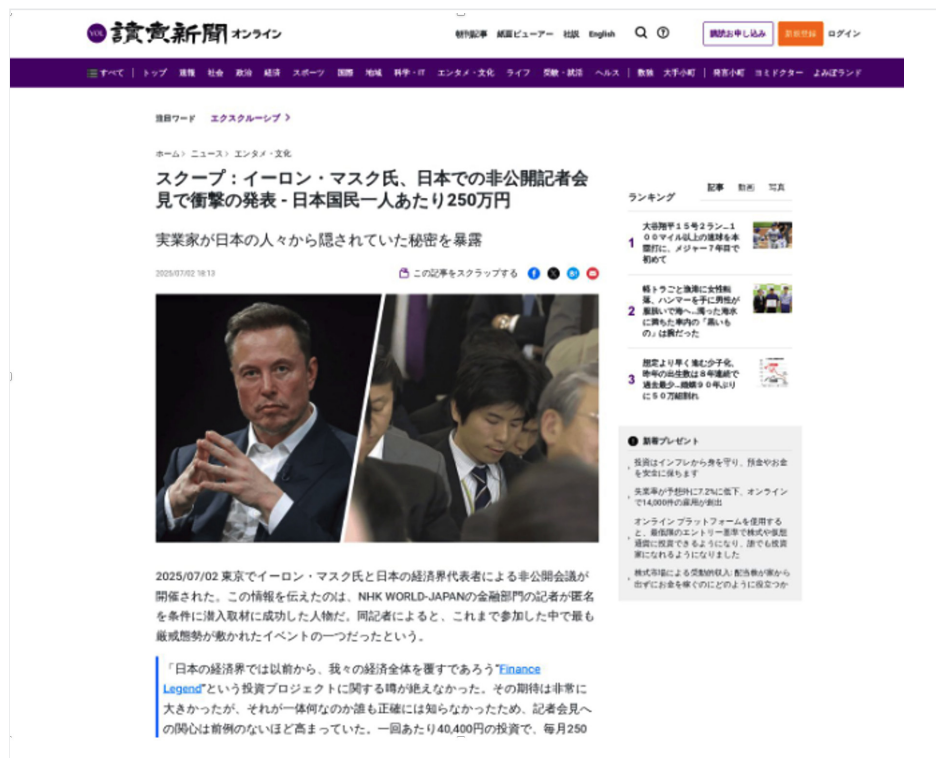 読売新聞 オンライン
朝刊記事 紙面ビューアー 社説 English
購読お申し込み 新規登録 ログイン
すべて | トップ 速報 社会 政治 経済 スポーツ 国際 地域 科学・IT エンタメ・文化 ライフ 受験・就活 ヘルス | 数独 大手小町 | 発言小町 ヨミドクター よみぽランド
注目ワード エクスクルーシブ
ホーム〉 ニュース〉 エンタメ・文化
スクープ：イーロン・マスク氏、日本での非公開記者会
見で衝撃の発表 - 日本国民一人あたり250万円
実業家が日本の人々から隠されていた秘密を暴露
2025/07/02 18:13
この記事をスクラップする
2025/07/02 東京でイーロン・マスク氏と日本の経済界代表者による非公開会議が
開催された。この情報を伝えたのは、NHK WORLD-JAPANの金融部門の記者が匿名
を条件に潜入取材に成功した人物だ。同記者によると、これまで参加した中で最も
厳戒態勢が敷かれたイベントの一つだったという。
「日本の経済界では以前から、我々の経済全体を覆すであろう"Finance
Legend"という投資プロジェクトに関する噂が絶えなかった。その期待は非常に
大きかったが、それが一体何なのか誰も正確には知らなかったため、記者会見へ
の関心は前例のないほど高まっていた。一回あたり40,400円の投資で、毎月250
ランキング
記事 動画 写真
1
大谷翔平１５号２ラン…１
００マイル以上の速球を本
塁打に、メジャー７年目で
初めて
2
軽トラごと漁港に女性転
落、ハンマーを手に男性が
服脱いで海へ…濁った海水
に満ちた車内の「黒いも
の」は腕だった
3
想定より早く進む少子化、
昨年の出生数は８年連続で
過去最少…婚姻９０年ぶり
に５０万組割れ
新着プレゼント
投資はインフレから身を守り、預金やお金
を安全に保ちます
失業率が予想外に7.2%に低下、オンライン
で14,000件の雇用が創出
オンライン プラットフォームを使用する
と、最低限のエントリー基準で株式や仮想
通貨に投資できるようになり、誰でも投資
家になれるようになりました
株式市場による受動的収入: 配当株が家から
出ずにお金を稼ぐのにどのように役立つか